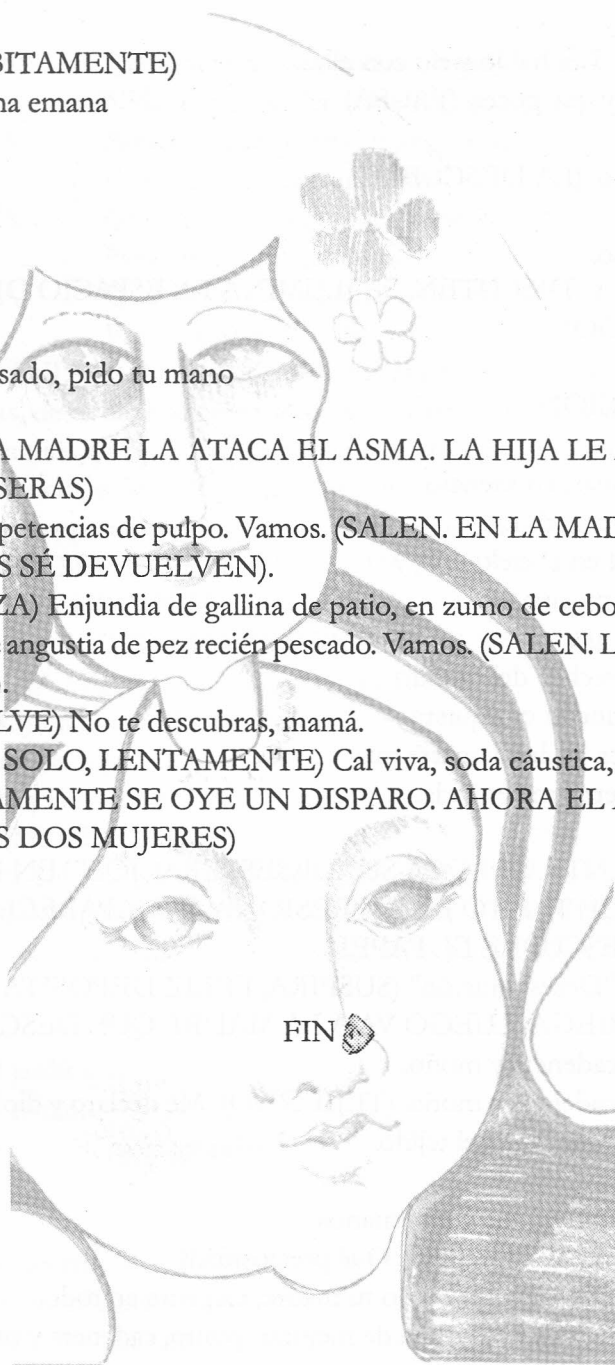 BITAMENTE)
na emana
sado, pido tu mano
A MADRE LA ATACA EL ASMA. LA HIJA LE
SERAS)
petencias de pulpo. Vamos. (SALEN. EN LA MAD
S SÉ DEVUELVEN).
ZA) Enjundia de gallina de patio, en zumo de cebo
angustia de pez recién pescado. Vamos. (SALEN. L
).
LVE) No te descubras, mamá.
SOLO, LENTAMENTE) Cal viva, soda cáustica,
AMENTE SE OYE UN DISPARO. AHORA EL
S DOS MUJERES)
FIN